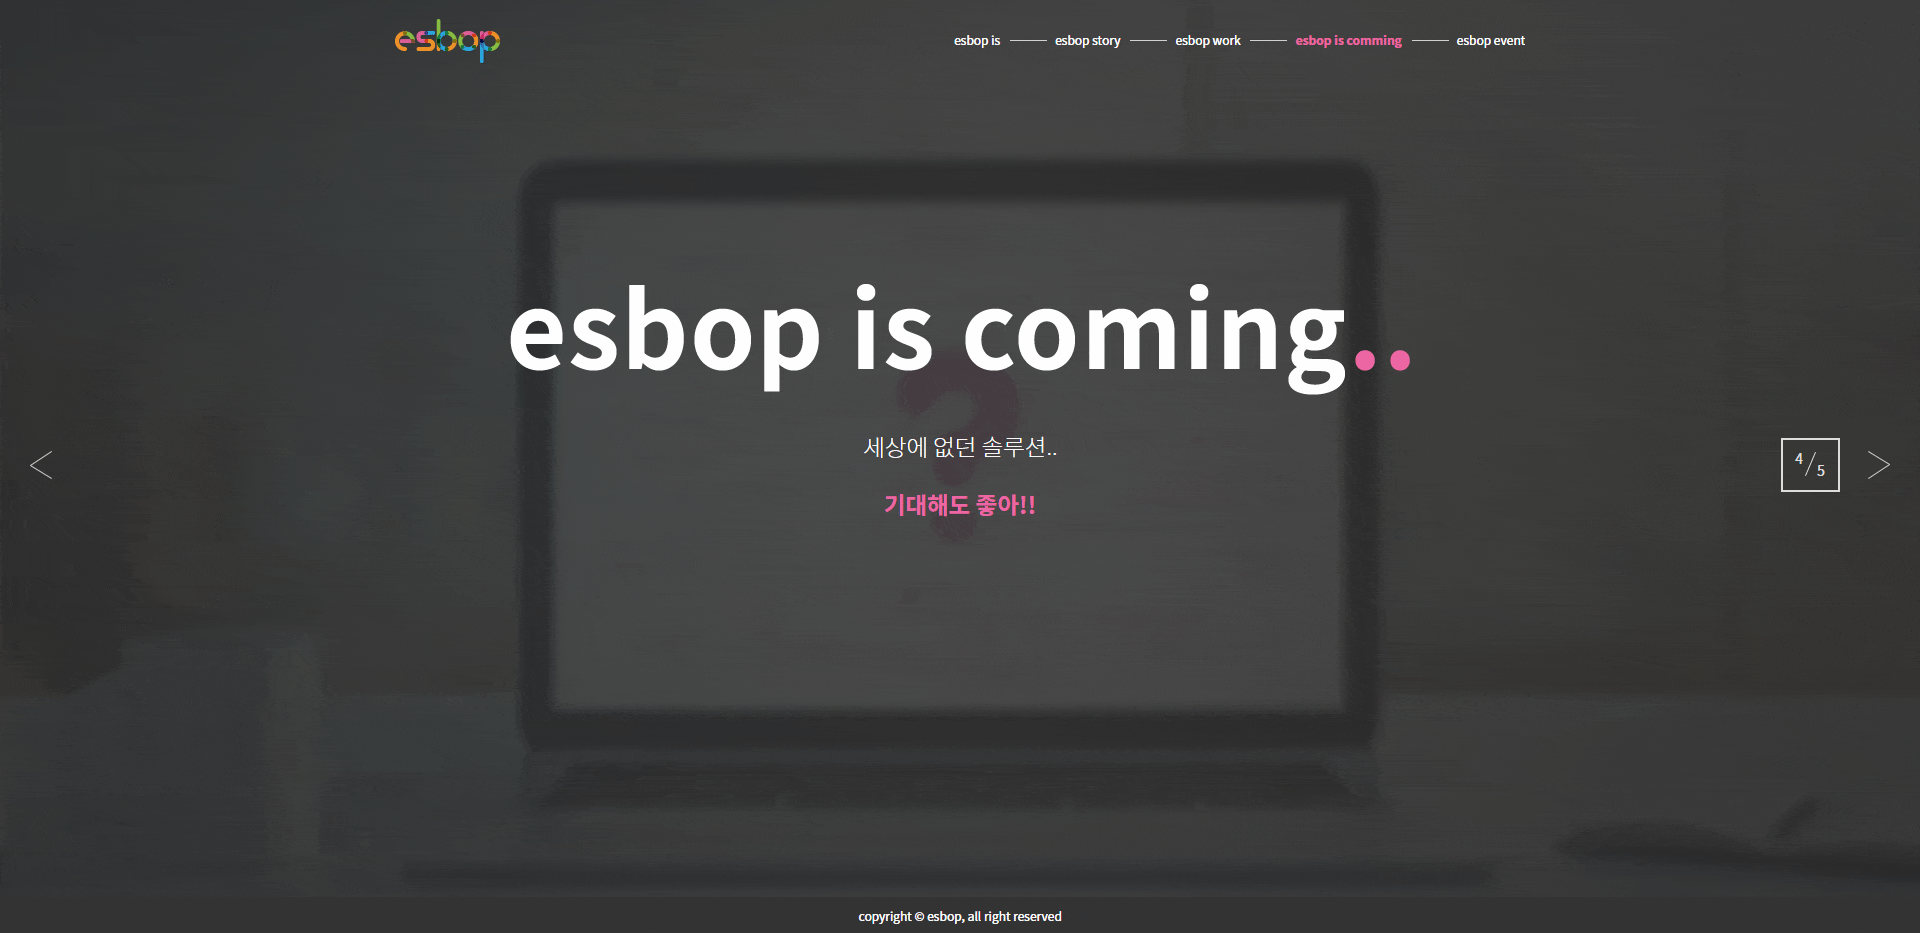 esbop
esbop is
esbop story
esbop work
esbop is comming
esbop event
esbop is coming..
세상에 없던 솔루션..
기대해도 좋아!!
?
4/5
copyright © esbop, all right reserved